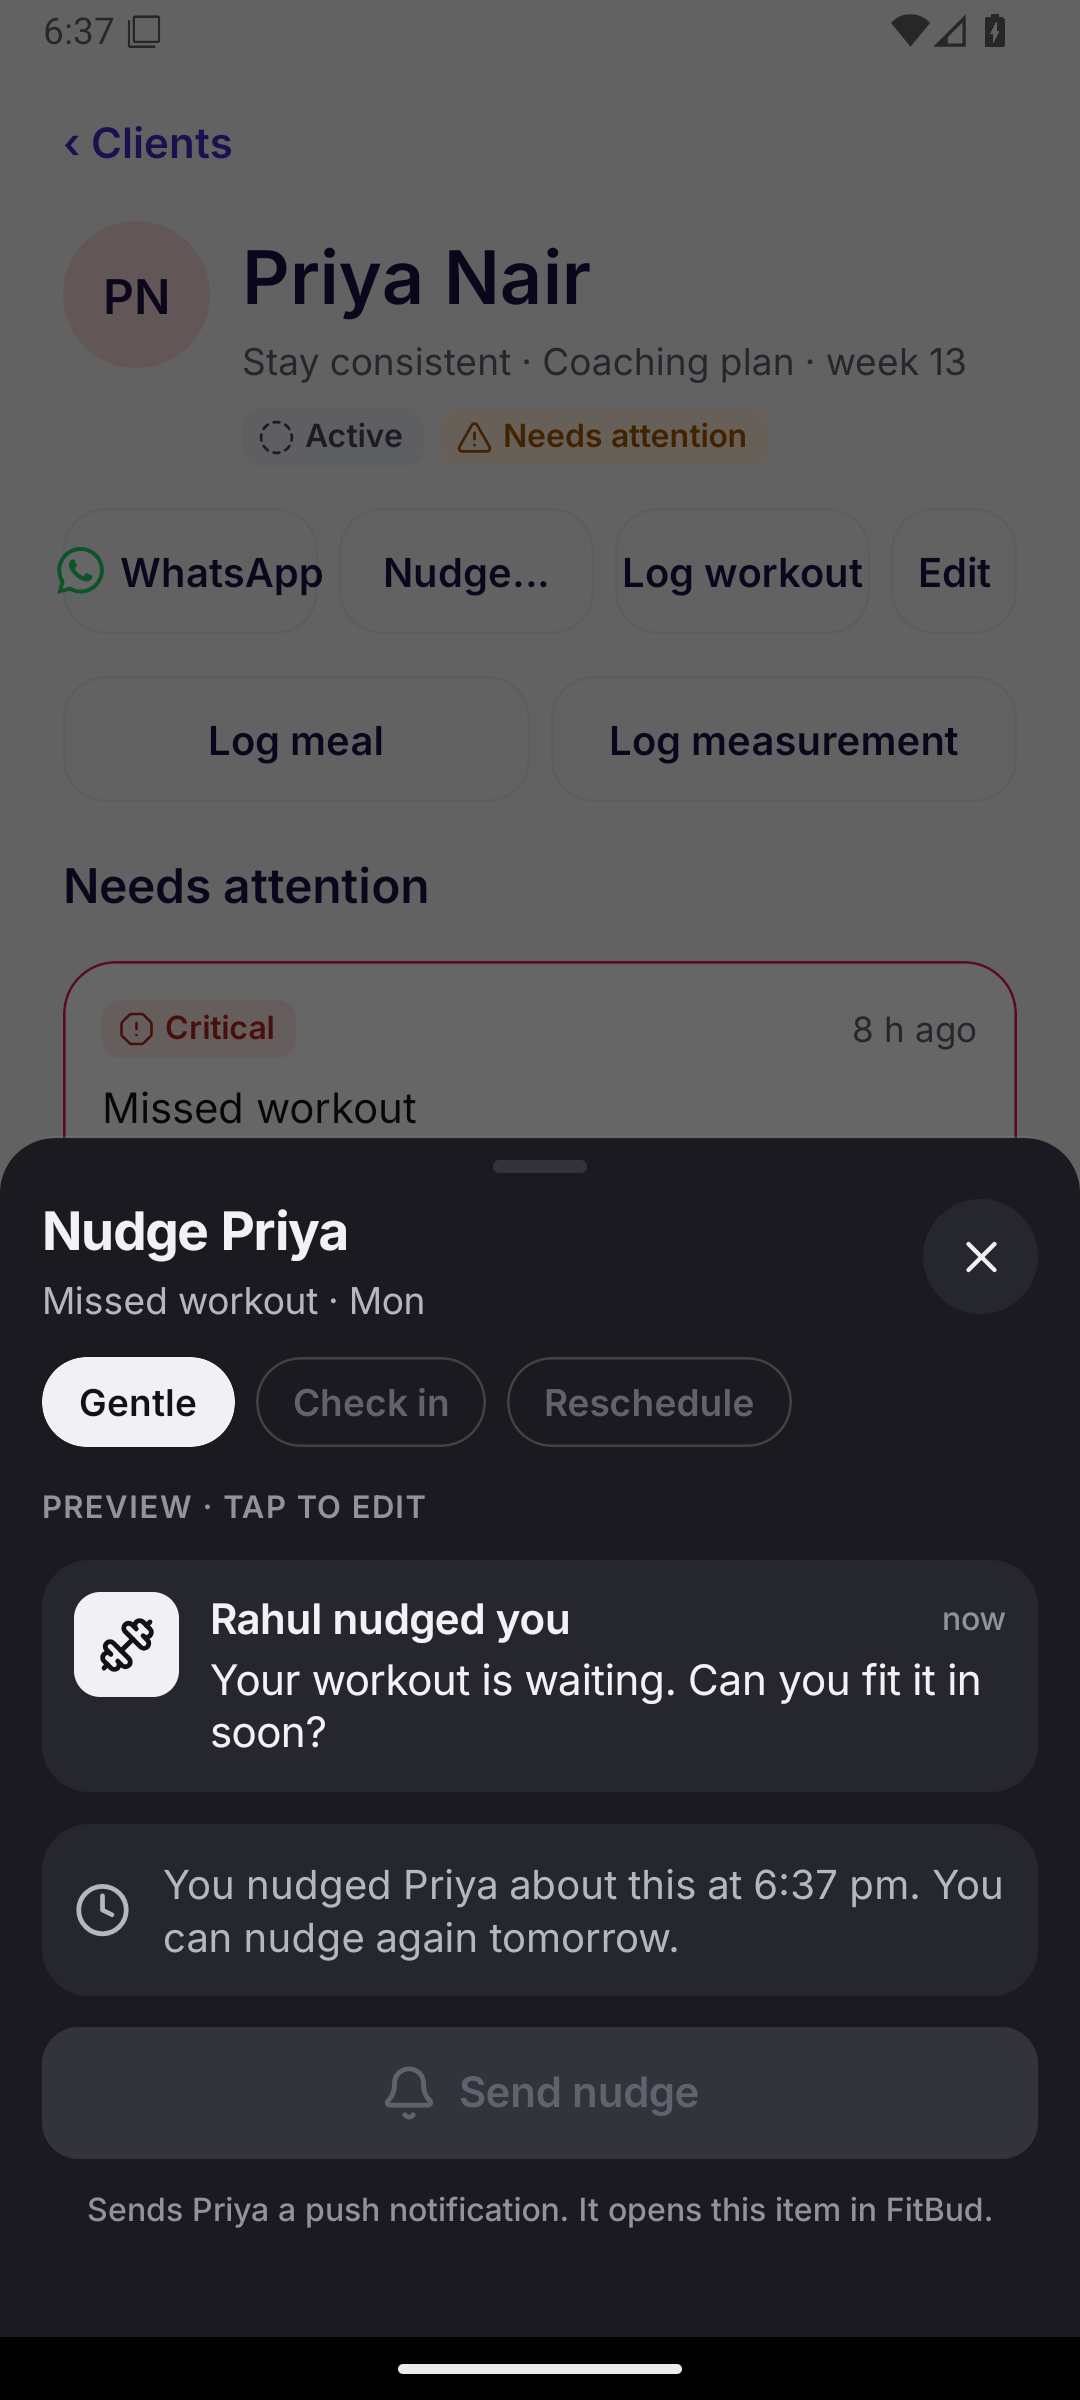 6:37
‹ Clients
PN
Priya Nair
Stay consistent · Coaching plan · week 13
Active
Needs attention
WhatsApp
Nudge...
Log workout
Edit
Log meal
Log measurement
Needs attention
Critical
8 h ago
Missed workout
Nudge Priya
Missed workout · Mon
Gentle
Check in
Reschedule
PREVIEW · TAP TO EDIT
Rahul nudged you
now
Your workout is waiting. Can you fit it in
soon?
You nudged Priya about this at 6:37 pm. You
can nudge again tomorrow.
Send nudge
Sends Priya a push notification. It opens this item in FitBud.